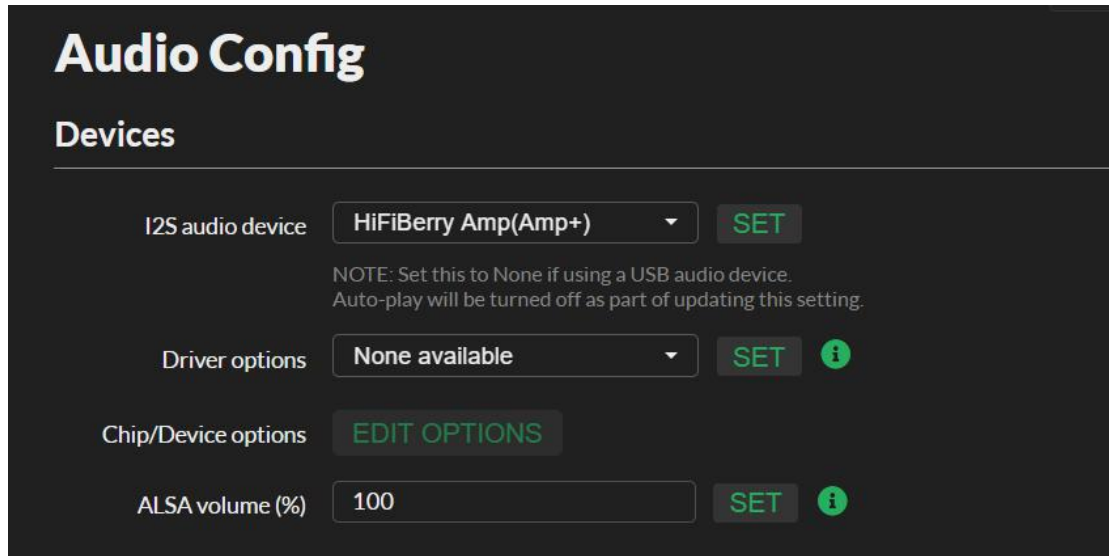 Audio Config
Devices
I2S audio device HiFiBerry Amp(Amp+) SET
NOTE: Set this to None if using a USB audio device.
Auto-play will be turned off as part of updating this setting.
Driver options None available SET i
Chip/Device options EDIT OPTIONS
ALSA volume (%) 100 SET i